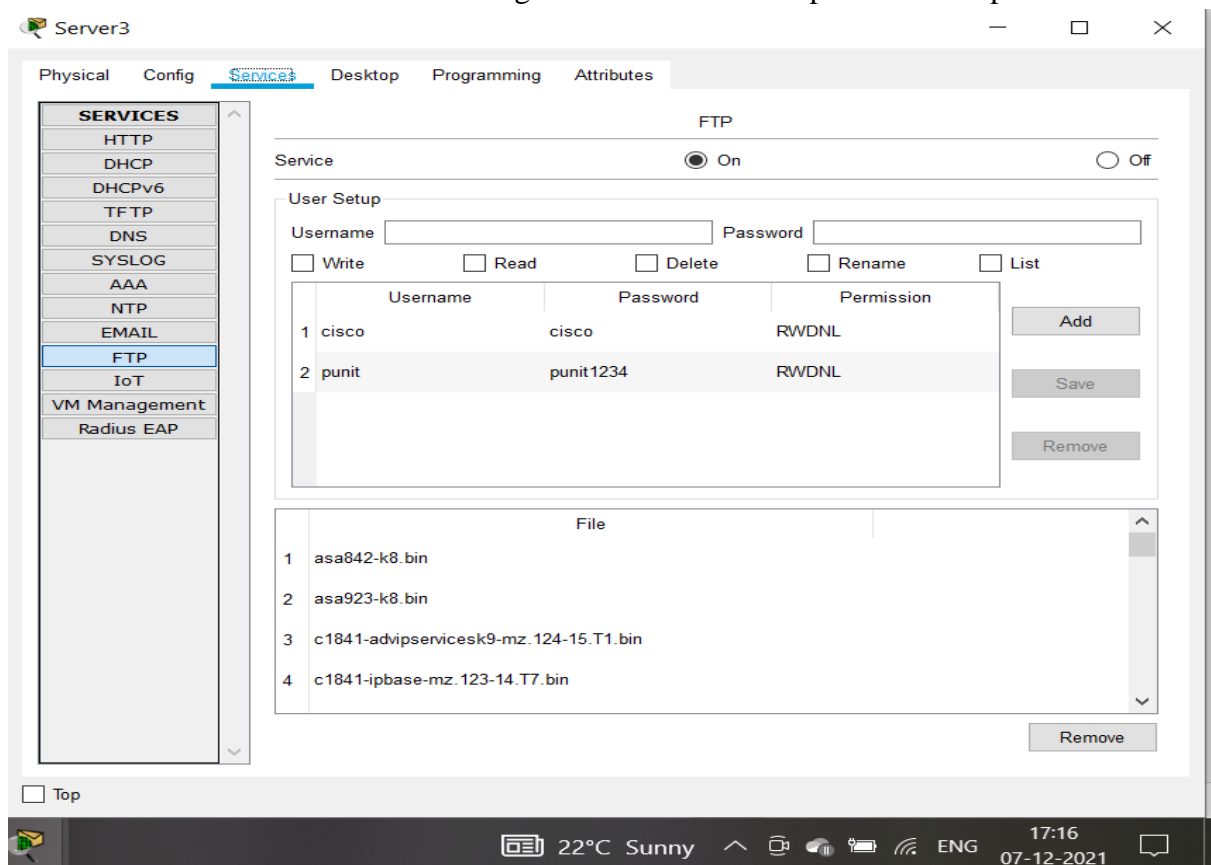 Server3
Physical Config Services Desktop Programming Attributes
SERVICES
HTTP
DHCP
DHCPv6
TFTP
DNS
SYSLOG
AAA
NTP
EMAIL
FTP
IoT
VM Management
Radius EAP
FTP
Service On Off
User Setup
Username Password
Write Read Delete Rename List
Username Password Permission
1 cisco cisco RWDNL
2 punit punit1234 RWDNL
Add
Save
Remove
File
1 asa842-k8.bin
2 asa923-k8.bin
3 c1841-advipservicesk9-mz.124-15.T1.bin
4 c1841-ipbase-mz.123-14.T7.bin
Remove
Top
22°C Sunny ENG 17:16
07-12-2021